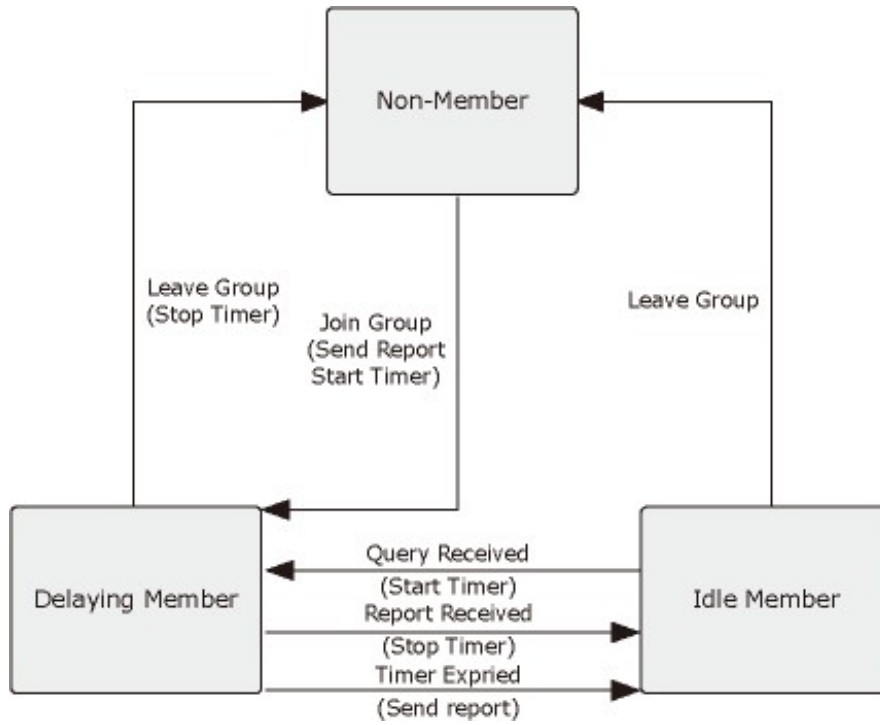 Non-Member
Leave Group
(Stop Timer)
Join Group
(Send Report
Start Timer)
Leave Group
Delaying Member
Query Received
(Start Timer)
Report Received
(Stop Timer)
Timer Expried
(Send report)
Idle Member